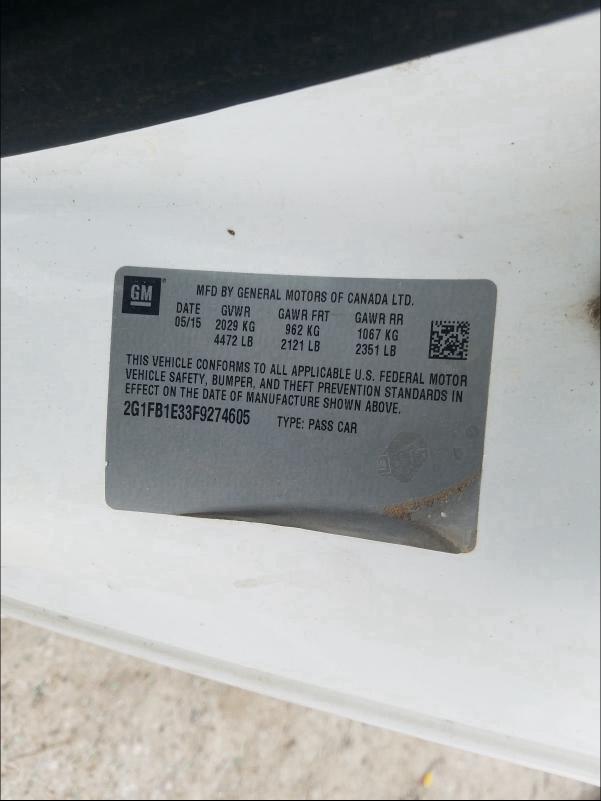 GM
MFD BY GENERAL MOTORS OF CANADA LTD.
DATE GVWR GAWR FRT GAWR RR
05/15 2029 KG 962 KG 1067 KG
4472 LB 2121 LB 2351 LB
THIS VEHICLE CONFORMS TO ALL APPLICABLE U.S. FEDERAL MOTOR
VEHICLE SAFETY, BUMPER, AND THEFT PREVENTION STANDARDS IN
EFFECT ON THE DATE OF MANUFACTURE SHOWN ABOVE.
2G1FB1E33F9274605 TYPE: PASS CAR